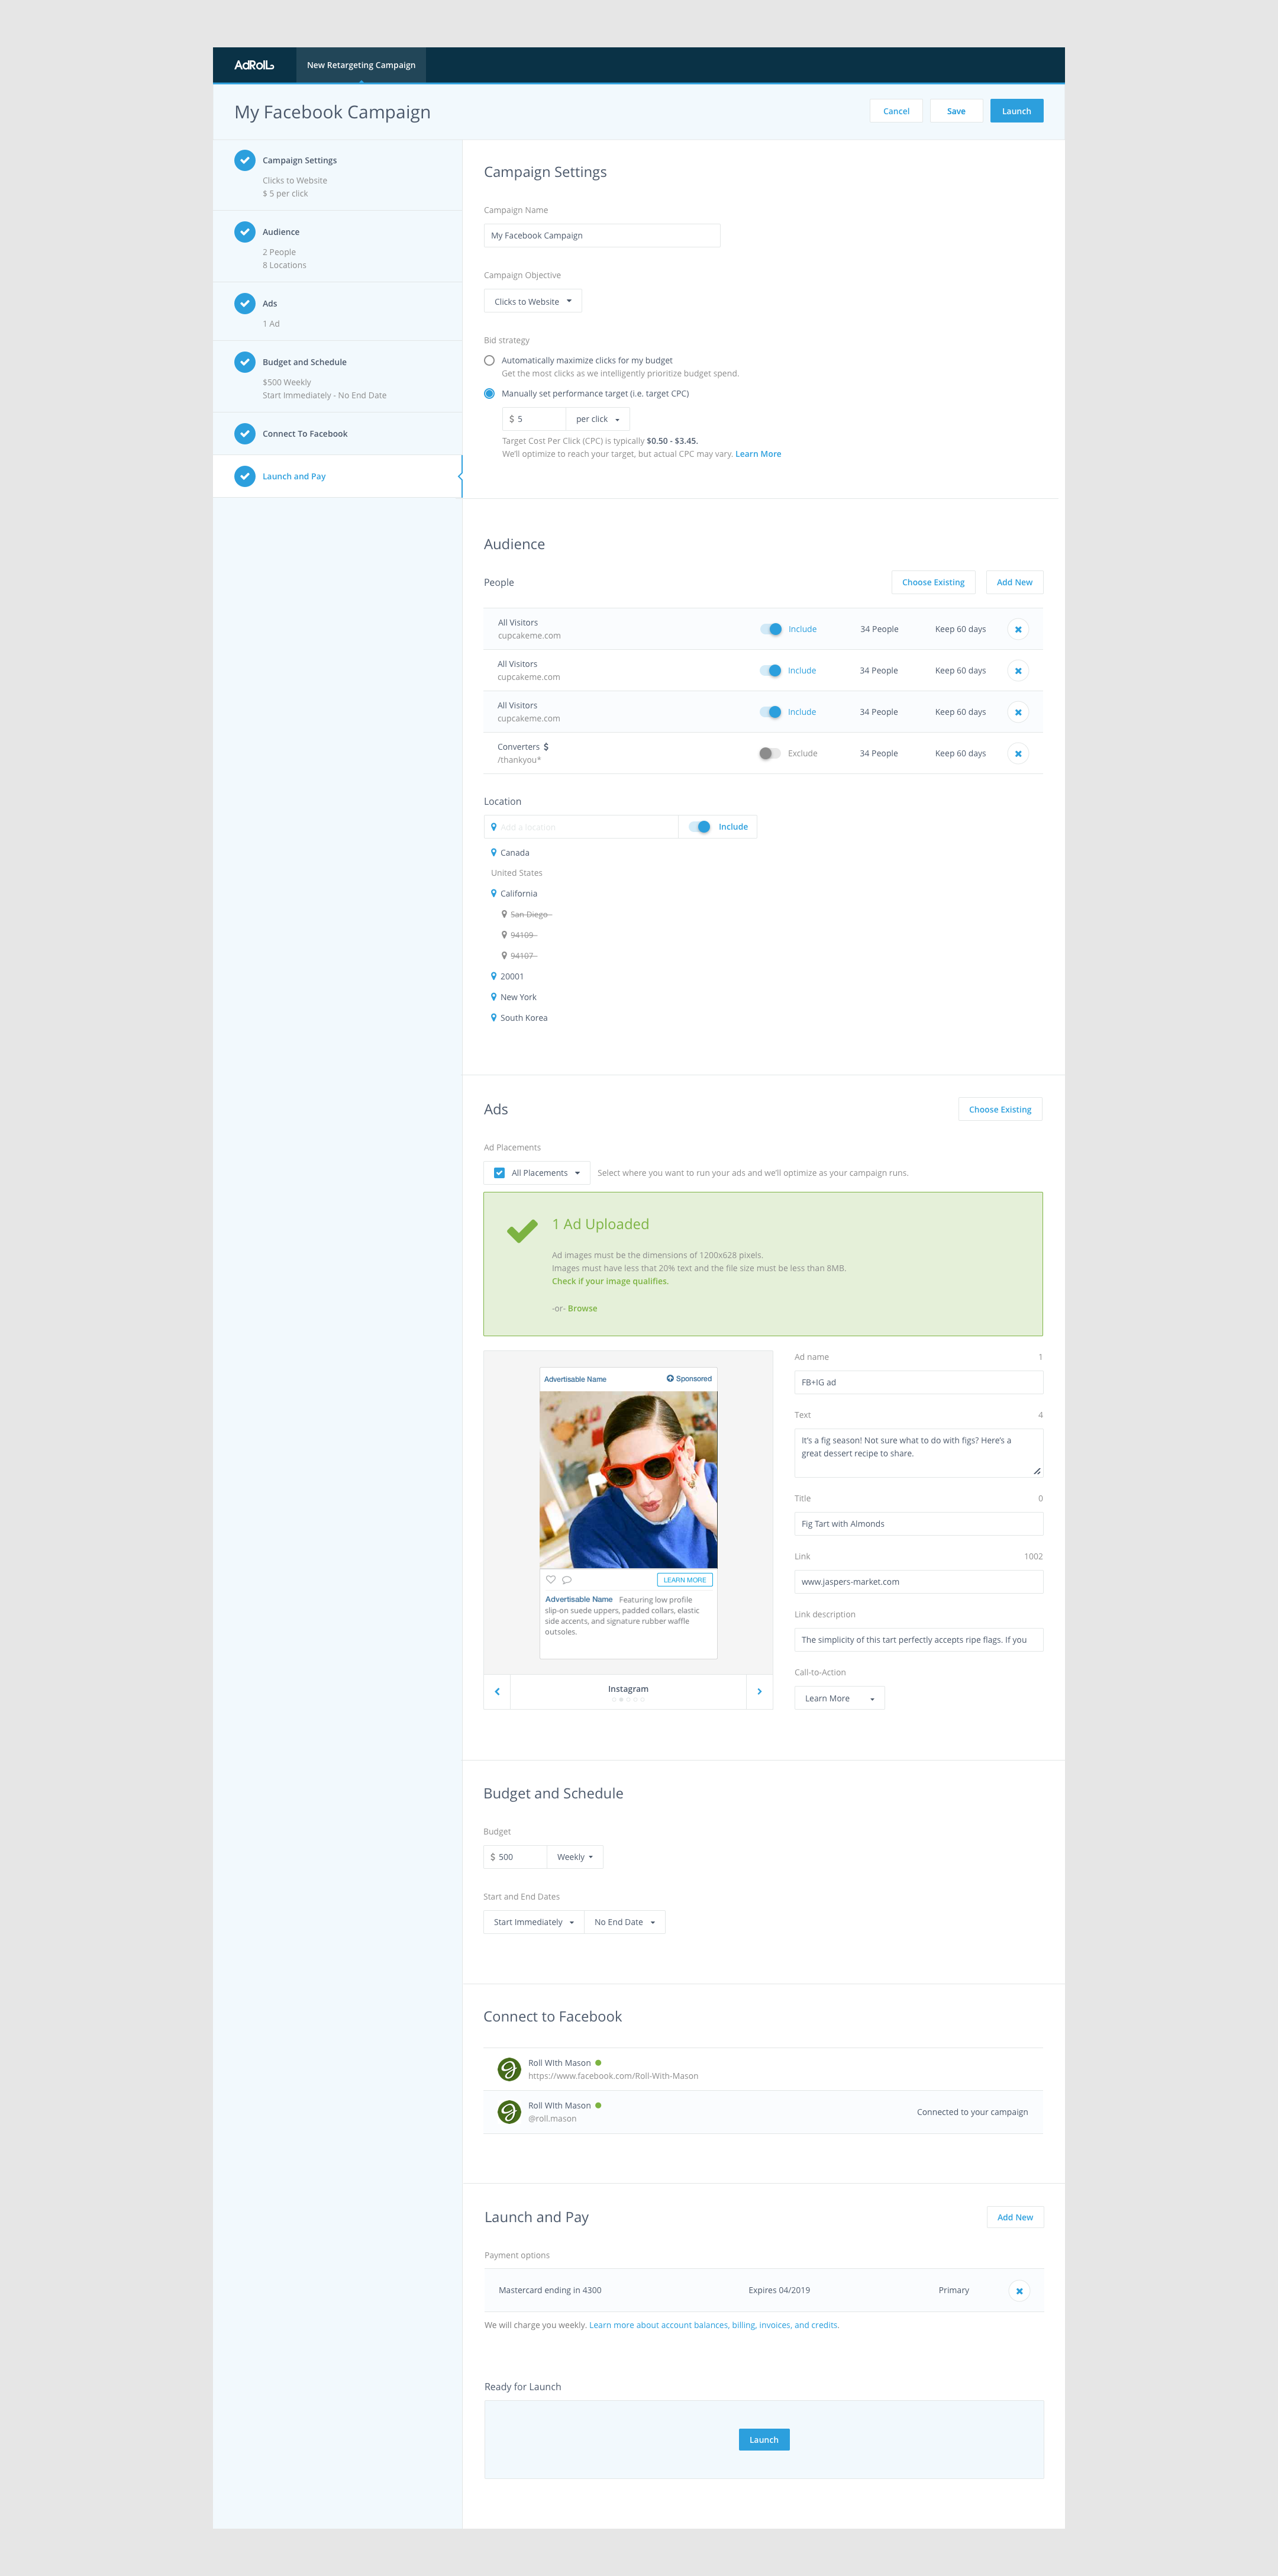 AdRoll
New Retargeting Campaign
My Facebook Campaign
Cancel
Save
Launch
Campaign Settings
Clicks to Website
$ 5 per click
Audience
2 People
8 Locations
Ads
1 Ad
Budget and Schedule
$500 Weekly
Start Immediately - No End Date
Connect To Facebook
Launch and Pay
Campaign Settings
Campaign Name
My Facebook Campaign
Campaign Objective
Clicks to Website
Bid strategy
Automatically maximize clicks for my budget
Get the most clicks as we intelligently prioritize budget spend.
Manually set performance target (i.e. target CPC)
$ 5
per click
Target Cost Per Click (CPC) is typically $0.50 - $3.45.
We'll optimize to reach your target, but actual CPC may vary. Learn More
Audience
People
Choose Existing
Add New
All Visitors
cupcakeme.com
Include
34 People
Keep 60 days
All Visitors
cupcakeme.com
Include
34 People
Keep 60 days
All Visitors
cupcakeme.com
Include
34 People
Keep 60 days
Converters $
/thankyou*
Exclude
34 People
Keep 60 days
Location
Add a location
Include
Canada
United States
California
San Diego
94109
94107
20001
New York
South Korea
Ads
Choose Existing
Ad Placements
All Placements
Select where you want to run your ads and we'll optimize as your campaign runs.
1 Ad Uploaded
Ad images must be the dimensions of 1200x628 pixels.
Images must have less that 20% text and the file size must be less than 8MB.
Check if your image qualifies.
-or- Browse
Advertisable Name
Sponsored
LEARN MORE
Advertisable Name Featuring low profile
slip-on suede uppers, padded collars, elastic
side accents, and signature rubber waffle
outsoles.
Instagram
Ad name
1
FB+IG ad
Text
4
It's a fig season! Not sure what to do with figs? Here's a
great dessert recipe to share.
Title
0
Fig Tart with Almonds
Link
1002
www.jaspers-market.com
Link description
The simplicity of this tart perfectly accepts ripe flags. If you
Call-to-Action
Learn More
Budget and Schedule
Budget
$ 500
Weekly
Start and End Dates
Start Immediately
No End Date
Connect to Facebook
Roll With Mason
https://www.facebook.com/Roll-With-Mason
Roll With Mason
@roll.mason
Connected to your campaign
Launch and Pay
Add New
Payment options
Mastercard ending in 4300
Expires 04/2019
Primary
We will charge you weekly. Learn more about account balances, billing, invoices, and credits.
Ready for Launch
Launch